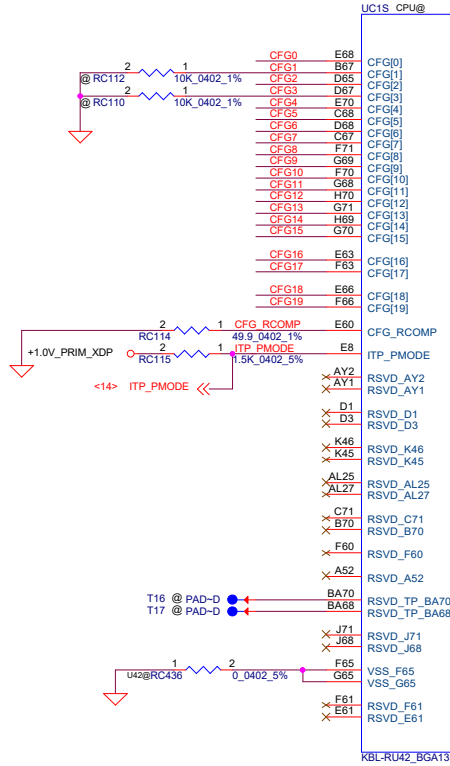 UC1S CPU@
CFG0 E68 CFG[0]
2 1 CFG1 B67 CFG[1]
@ RC112 10K_0402_1% CFG2 D65 CFG[2]
2 1 CFG3 D67 CFG[3]
@ RC110 10K_0402_1% CFG4 E70 CFG[4]
CFG5 C68 CFG[5]
CFG6 D68 CFG[6]
CFG7 C67 CFG[7]
CFG8 F71 CFG[8]
CFG9 G69 CFG[9]
CFG10 F70 CFG[10]
CFG11 G68 CFG[11]
CFG12 H70 CFG[12]
CFG13 G71 CFG[13]
CFG14 H69 CFG[14]
CFG15 G70 CFG[15]
CFG16 E63 CFG[16]
CFG17 F63 CFG[17]
CFG18 E66 CFG[18]
CFG19 F66 CFG[19]
2 1 CFG_RCOMP E60 CFG_RCOMP
RC114 49.9_0402_1%
+1.0V_PRIM_XDP 2 1 ITP_PMODE E8 ITP_PMODE
RC115 1.5K_0402_5%
<14> ITP_PMODE
AY2 RSVD_AY2
AY1 RSVD_AY1
D1 RSVD_D1
D3 RSVD_D3
K46 RSVD_K46
K45 RSVD_K45
AL25 RSVD_AL25
AL27 RSVD_AL27
C71 RSVD_C71
B70 RSVD_B70
F60 RSVD_F60
A52 RSVD_A52
T16 @ PAD~D BA70 RSVD_TP_BA70
T17 @ PAD~D BA68 RSVD_TP_BA68
J71 RSVD_J71
J68 RSVD_J68
1 2 F65 VSS_F65
U42@RC436 0_0402_5% G65 VSS_G65
F61 RSVD_F61
E61 RSVD_E61
KBL-RU42_BGA13